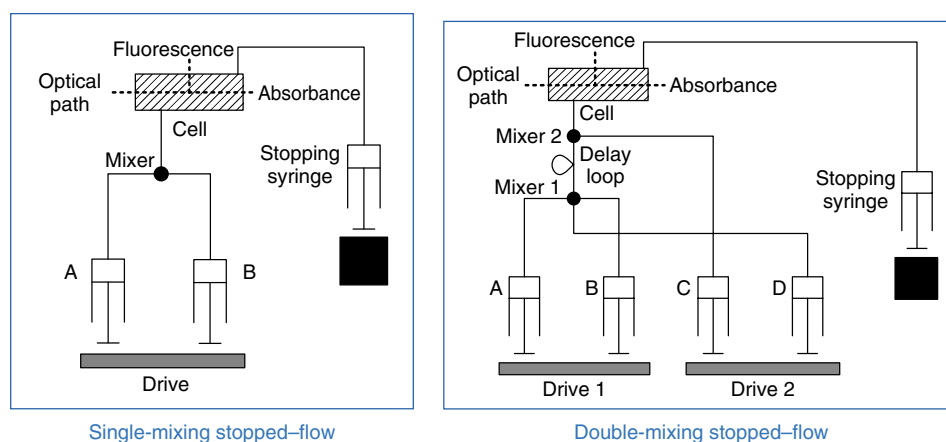 Fluorescence
Optical
path
Absorbance
Cell
Mixer
Stopping
syringe
A
B
Drive
Single-mixing stopped–flow
Fluorescence
Optical
path
Absorbance
Cell
Mixer 2
Delay
loop
Mixer 1
Stopping
syringe
A
B
C
D
Drive 1
Drive 2
Double-mixing stopped–flow